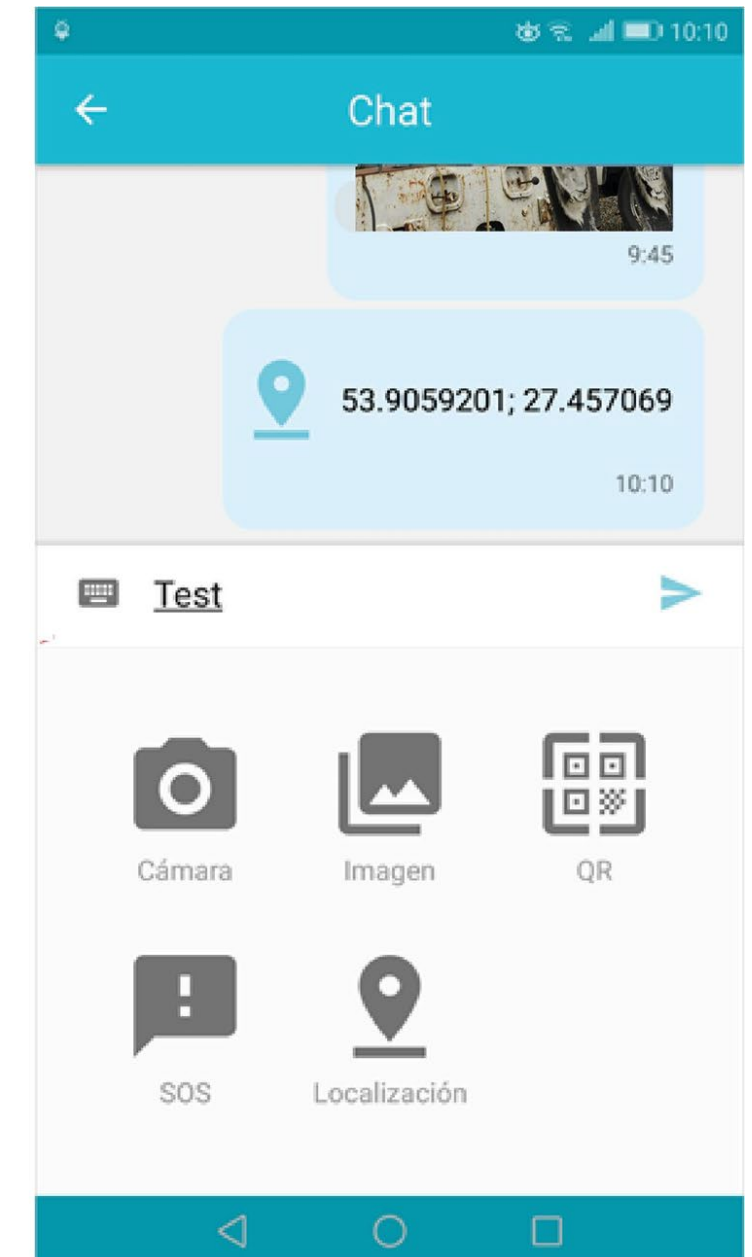 10:10
Chat
9:45
53.9059201; 27.457069
10:10
Test
Cámara
Imagen
QR
SOS
Localización